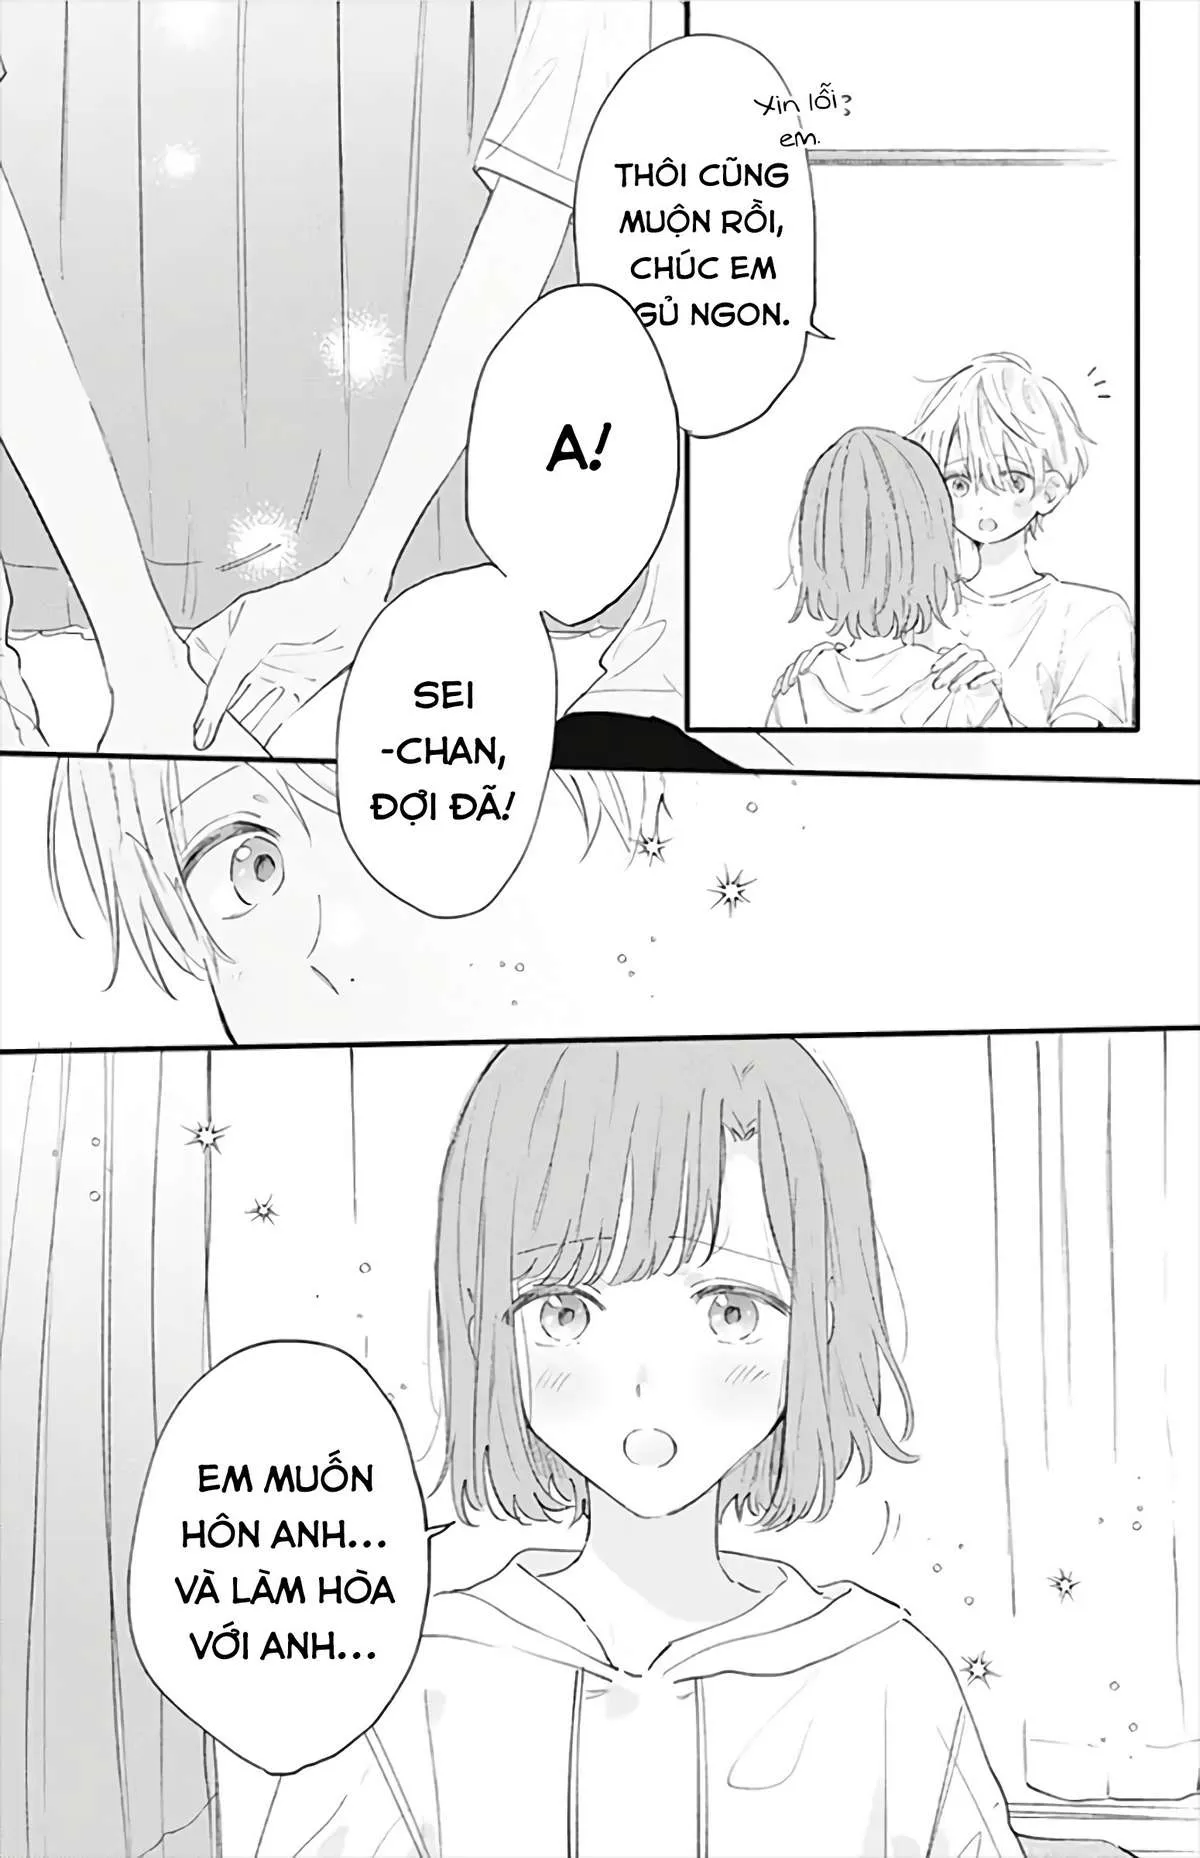 Xin lỗi
em.
THÔI CŨNG
MUỘN RỒI,
CHÚC EM
GỦ NGON.
A!
SEI
-CHAN,
ĐỢI ĐÃ!
EM MUỐN
HÔN ANH...
VÀ LÀM HÒA
VỚI ANH...